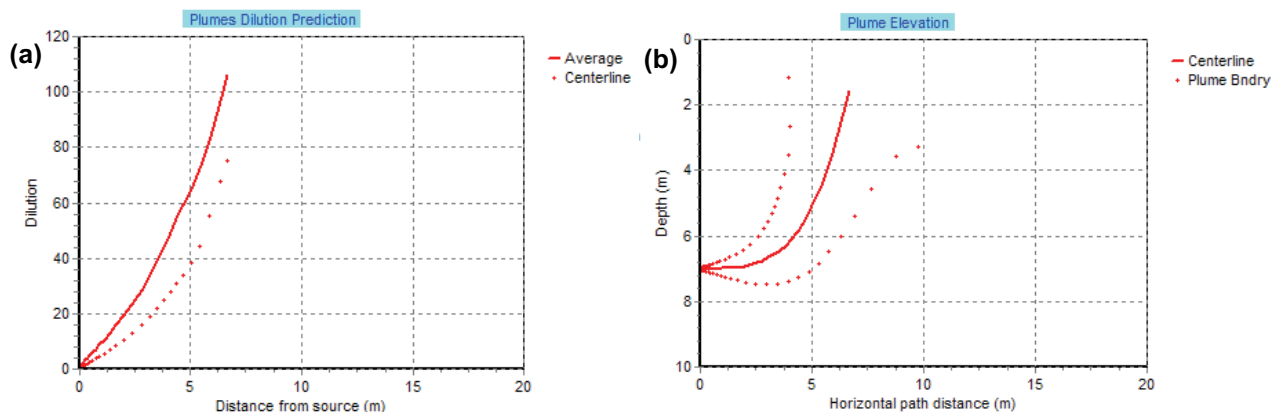 Plumes Dilution Prediction
(a)
120
100
80
60
40
20
0
Dilution
0
5
10
15
20
Distance from source (m)
Average
Centerline
Plume Elevation
(b)
0
2
4
6
8
10
Depth (m)
0
5
10
15
20
Horizontal path distance (m)
Centerline
Plume Bndry